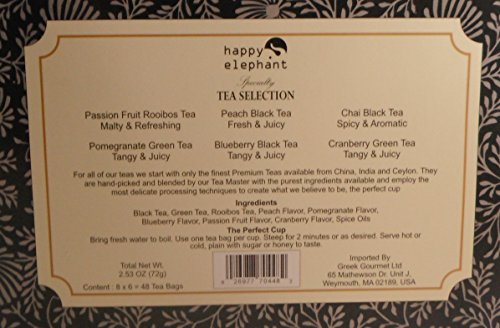 happy
elephant
Specialty
TEA SELECTION
Passion Fruit Rooibos Tea
Malty & Refreshing
Peach Black Tea
Fresh & Juicy
Chai Black Tea
Spicy & Aromatic
Pomegranate Green Tea
Tangy & Juicy
Blueberry Black Tea
Tangy & Juicy
Cranberry Green Tea
Tangy & Juicy
For all of our teas we start with only the finest Premium Teas available from China, India and Ceylon. They
are hand-picked and blended by our Tea Master with the purest ingredients available and employ the
most delicate processing techniques to create what we believe to be, the perfect cup
Ingredients
Black Tea, Green Tea, Rooibos Tea, Peach Flavor, Pomegranate Flavor,
Blueberry Flavor, Passion Fruit Flavor, Cranberry Flavor, Spice Oils
The Perfect Cup
Bring fresh water to boil. Use one tea bag per cup. Steep for 2 minutes or as desired. Serve hot or
cold, plain with sugar or honey to taste.
Total Net Wt.
2.53 OZ (72g)
Content : 8 x 6 = 48 Tea Bags
Imported By
Greek Gourmet Ltd
65 Mathewson Dr. Unit J,
Weymouth, MA 02189, USA